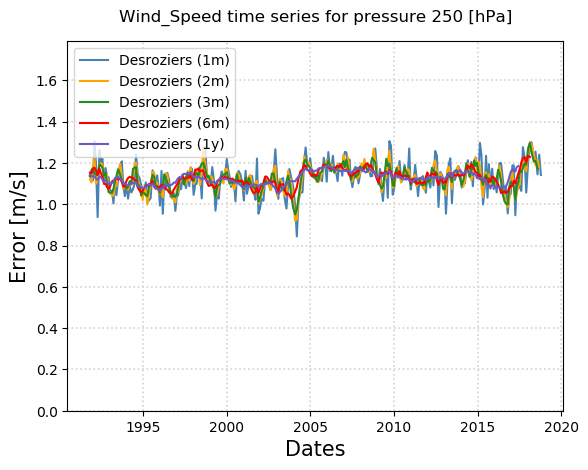 Wind_Speed time series for pressure 250 [hPa]
Desroziers (1m)
Desroziers (2m)
Desroziers (3m)
Desroziers (6m)
Desroziers (1y)
Error [m/s]
1.6
1.4
1.2
1.0
0.8
0.6
0.4
0.2
0.0
1995 2000 2005 2010 2015 2020
Dates